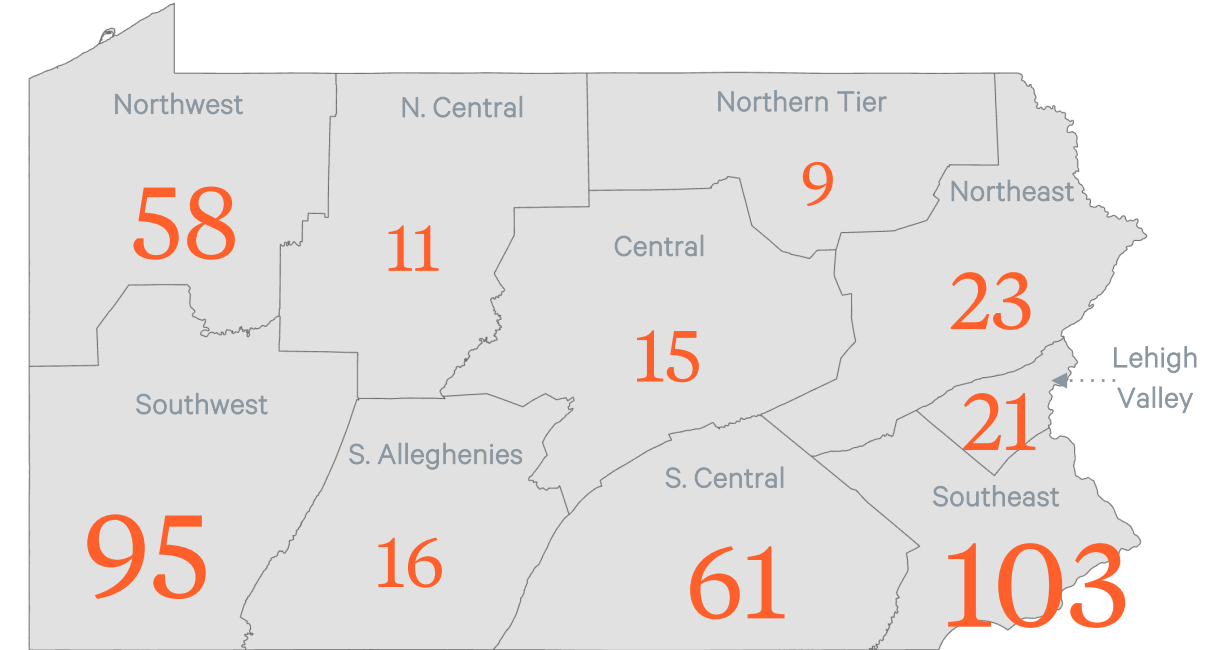 Northwest
58
N. Central
11
Northern Tier
9
Northeast
23
Central
15
Lehigh
Valley
21
Southwest
95
S. Alleghenies
16
S. Central
61
Southeast
103